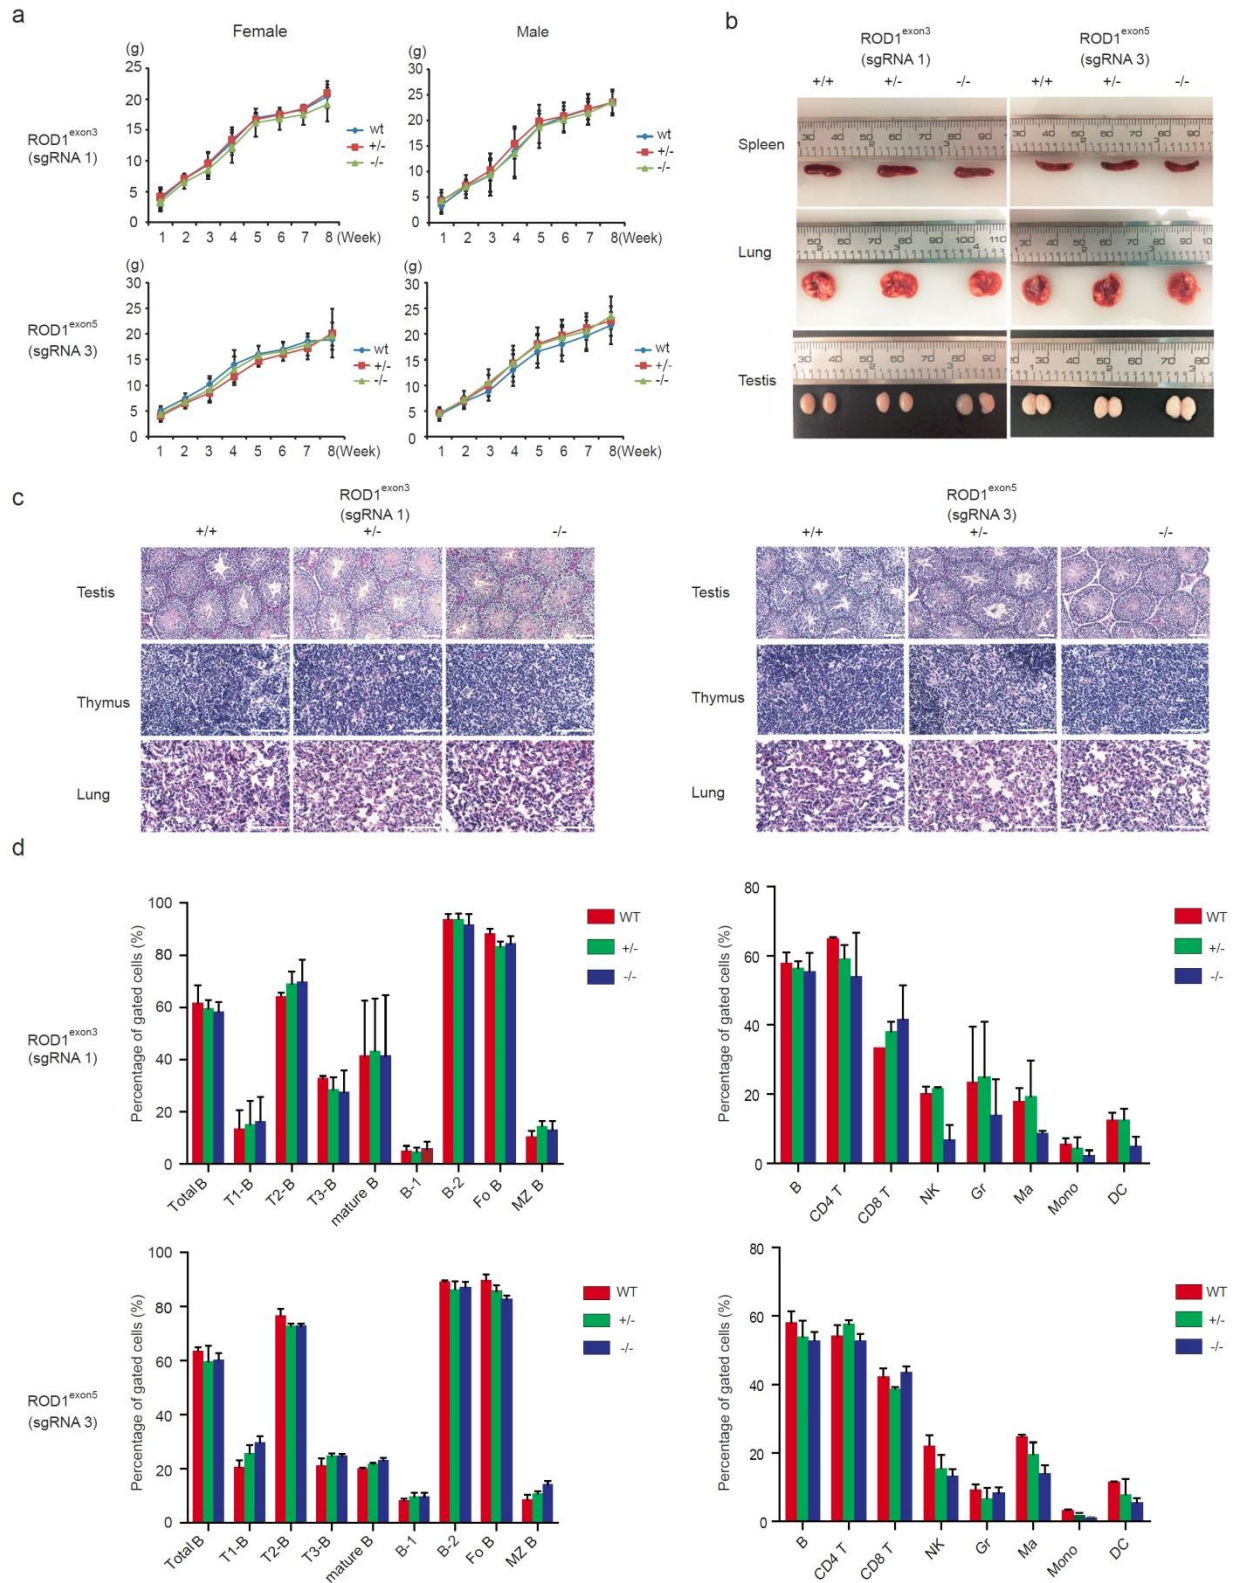 a
Female
Male
ROD1exon3
(sgRNA 1)
(g)
25
20
15
10
5
0
1 2 3 4 5 6 7 8(Week)
wt
+/-
-/-
(g)
30
25
20
15
10
5
0
1 2 3 4 5 6 7 8(Week)
wt
+/-
-/-
ROD1exon5
(sgRNA 3)
(g)
30
25
20
15
10
5
0
1 2 3 4 5 6 7 8(Week)
wt
+/-
-/-
(g)
30
25
20
15
10
5
0
1 2 3 4 5 6 7 8(Week)
wt
+/-
-/-
b
ROD1exon3
(sgRNA 1)
ROD1exon5
(sgRNA 3)
+/+ +/- -/- +/+ +/- -/-
Spleen
Lung
Testis
c
ROD1exon3
(sgRNA 1)
+/+ +/- -/-
Testis
Thymus
Lung
ROD1exon5
(sgRNA 3)
+/+ +/- -/-
Testis
Thymus
Lung
d
ROD1exon3
(sgRNA 1)
Percentage of gated cells (%)
100
80
60
40
20
0
Total B T1-B T2-B T3-B mature B B-1 B-2 Fo B MZ B
WT
+/-
-/-
Percentage of gated cells (%)
80
60
40
20
0
B CD4 T CD8 T NK Gr Ma Mono DC
WT
+/-
-/-
ROD1exon5
(sgRNA 3)
Percentage of gated cells (%)
100
80
60
40
20
0
Total B T1-B T2-B T3-B mature B B-1 B-2 Fo B MZ B
WT
+/-
-/-
Percentage of gated cells (%)
80
60
40
20
0
B CD4 T CD8 T NK Gr Ma Mono DC
WT
+/-
-/-